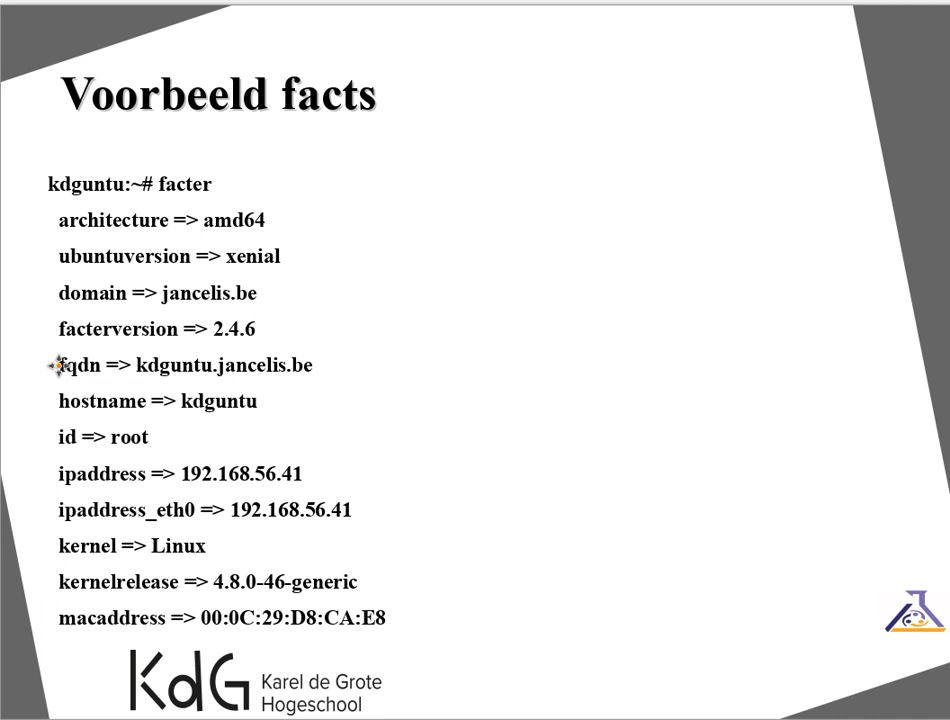 Voorbeeld facts
kdguntu:~# facter
architecture => amd64
ubuntuversion => xenial
domain => jancelis.be
facterversion => 2.4.6
fqdn => kdguntu.jancelis.be
hostname => kdguntu
id => root
ipaddress => 192.168.56.41
ipaddress_eth0 => 192.168.56.41
kernel => Linux
kernelrelease => 4.8.0-46-generic
macaddress => 00:0C:29:D8:CA:E8
KdG Karel de Grote
Hogeschool